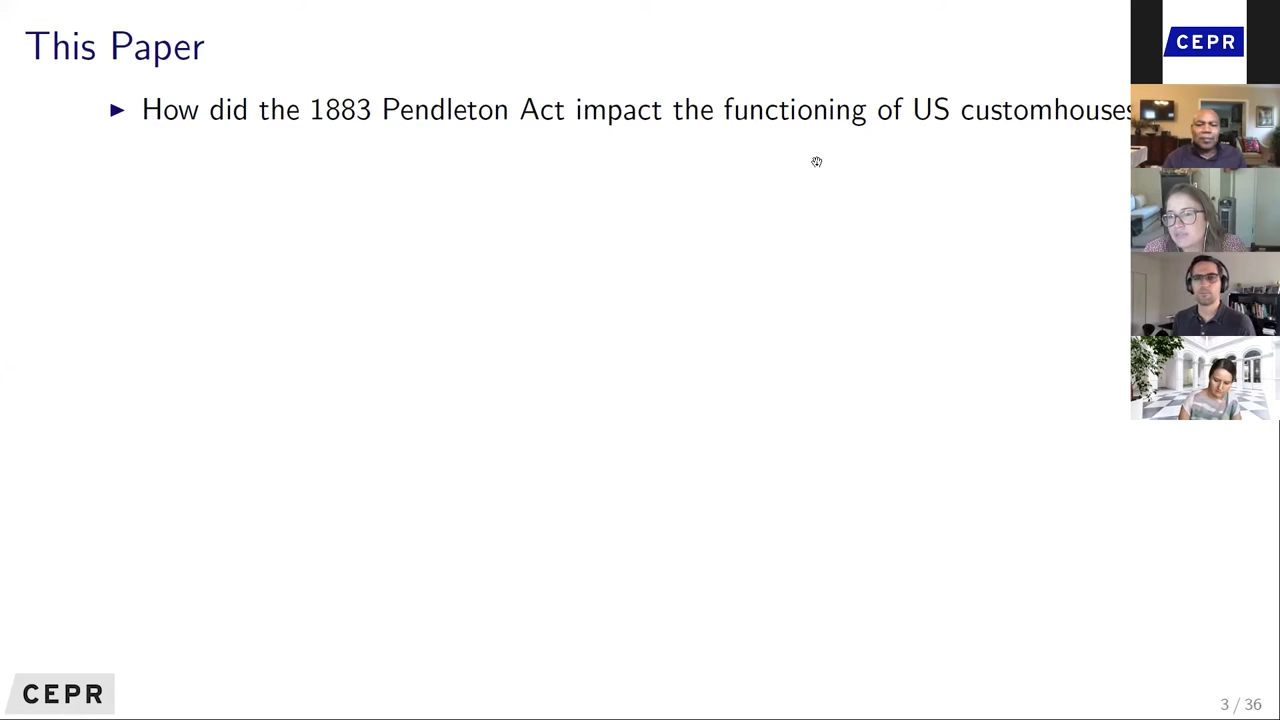 This Paper
How did the 1883 Pendleton Act impact the functioning of US customhouses
CEPR
CEPR
3 / 36